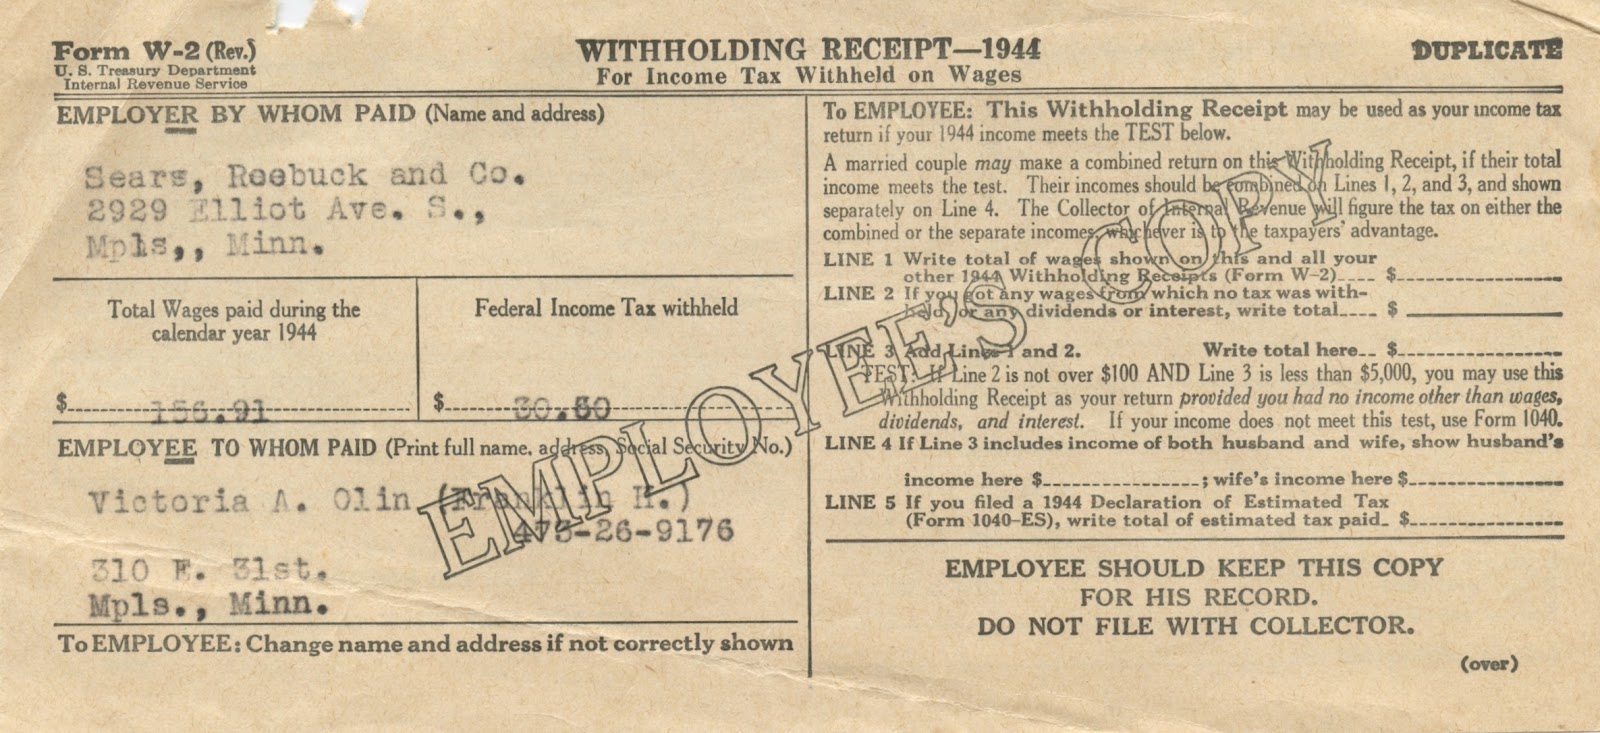 Form W-2 (Rev.)
U. S. Treasury Department
Internal Revenue Service
WITHHOLDING RECEIPT—1944
For Income Tax Withheld on Wages
DUPLICATE
EMPLOYER BY WHOM PAID (Name and address)
Sears, Roebuck and Co.
2929 Elliot Ave. S.,
Mpls,, Minn.
Total Wages paid during the
calendar year 1944
$ 156.91
Federal Income Tax withheld
$ 30.60
EMPLOYEE TO WHOM PAID (Print full name, address, Social Security No.)
Victoria A. Olin (Franklin H.)
473-26-9176
310 E. 31st.
Mpls., Minn.
To EMPLOYEE: Change name and address if not correctly shown
To EMPLOYEE: This Withholding Receipt may be used as your income tax
return if your 1944 income meets the TEST below.
A married couple may make a combined return on this Withholding Receipt, if their total
income meets the test. Their incomes should be combined on Lines 1, 2, and 3, and shown
separately on Line 4. The Collector of Internal Revenue will figure the tax on either the
combined or the separate incomes, whichever is to the taxpayers' advantage.
LINE 1 Write total of wages shown on this and all your
other 1944 Withholding Receipts (Form W-2)---- $
LINE 2 If you got any wages from which no tax was with-
held, or any dividends or interest, write total---- $
LINE 3 Add Lines 1 and 2. Write total here-- $
TEST: If Line 2 is not over $100 AND Line 3 is less than $5,000, you may use this
Withholding Receipt as your return provided you had no income other than wages,
dividends, and interest. If your income does not meet this test, use Form 1040.
LINE 4 If Line 3 includes income of both husband and wife, show husband's
income here $----------------; wife's income here $----------------
LINE 5 If you filed a 1944 Declaration of Estimated Tax
(Form 1040-ES), write total of estimated tax paid- $----------------
EMPLOYEE SHOULD KEEP THIS COPY
FOR HIS RECORD.
DO NOT FILE WITH COLLECTOR.
(over)
EMPLOYEE'S COPY